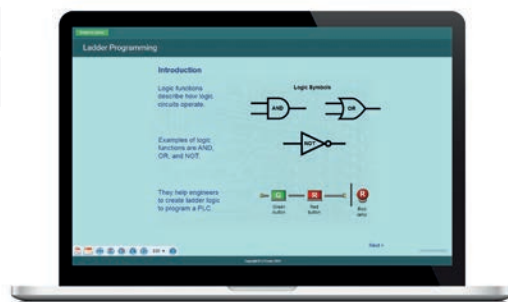 Ladder Programming
Introduction
Logic functions
describe how logic
circuits operate.
Logic Symbols
AND
OR
Examples of logic
functions are AND,
OR, and NOT.
NOT
They help engineers
to create ladder logic
to program a PLC.
G
R
R
Green
button
Red
button
lamp
Next >